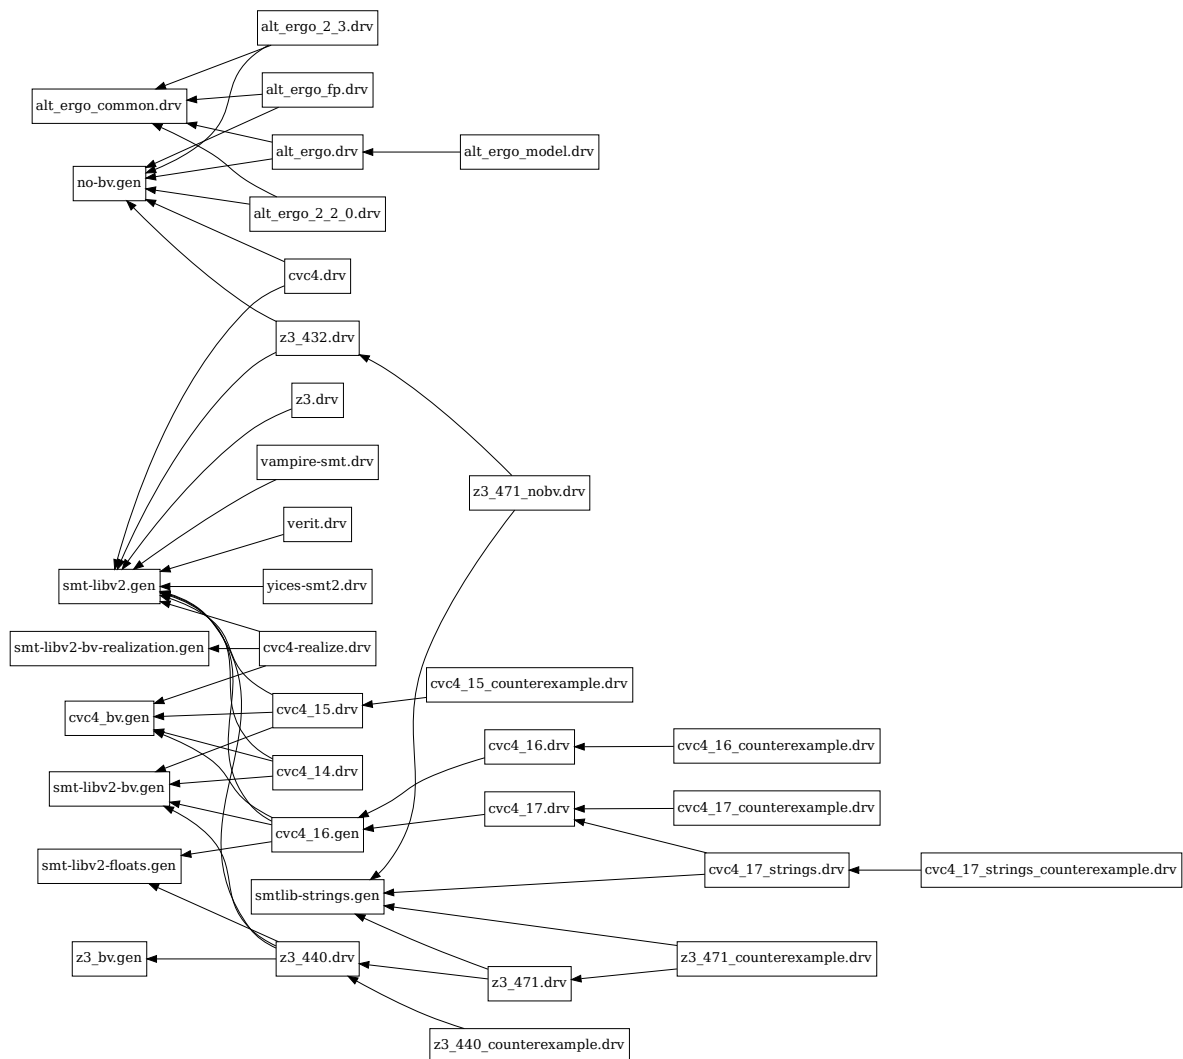 alt_ergo_2_3.drv
alt_ergo_fp.drv
alt_ergo_common.drv
alt_ergo.drv
alt_ergo_model.drv
no-bv.gen
alt_ergo_2_2_0.drv
cvc4.drv
z3_432.drv
z3.drv
vampire-smt.drv
z3_471_nobv.drv
verit.drv
smt-libv2.gen
yices-smt2.drv
smt-libv2-bv-realization.gen
cvc4-realize.drv
cvc4_15_counterexample.drv
cvc4_bv.gen
cvc4_15.drv
cvc4_16.drv
cvc4_16_counterexample.drv
smt-libv2-bv.gen
cvc4_14.drv
cvc4_17.drv
cvc4_17_counterexample.drv
cvc4_16.gen
smt-libv2-floats.gen
cvc4_17_strings.drv
cvc4_17_strings_counterexample.drv
smtlib-strings.gen
z3_bv.gen
z3_440.drv
z3_471_counterexample.drv
z3_471.drv
z3_440_counterexample.drv